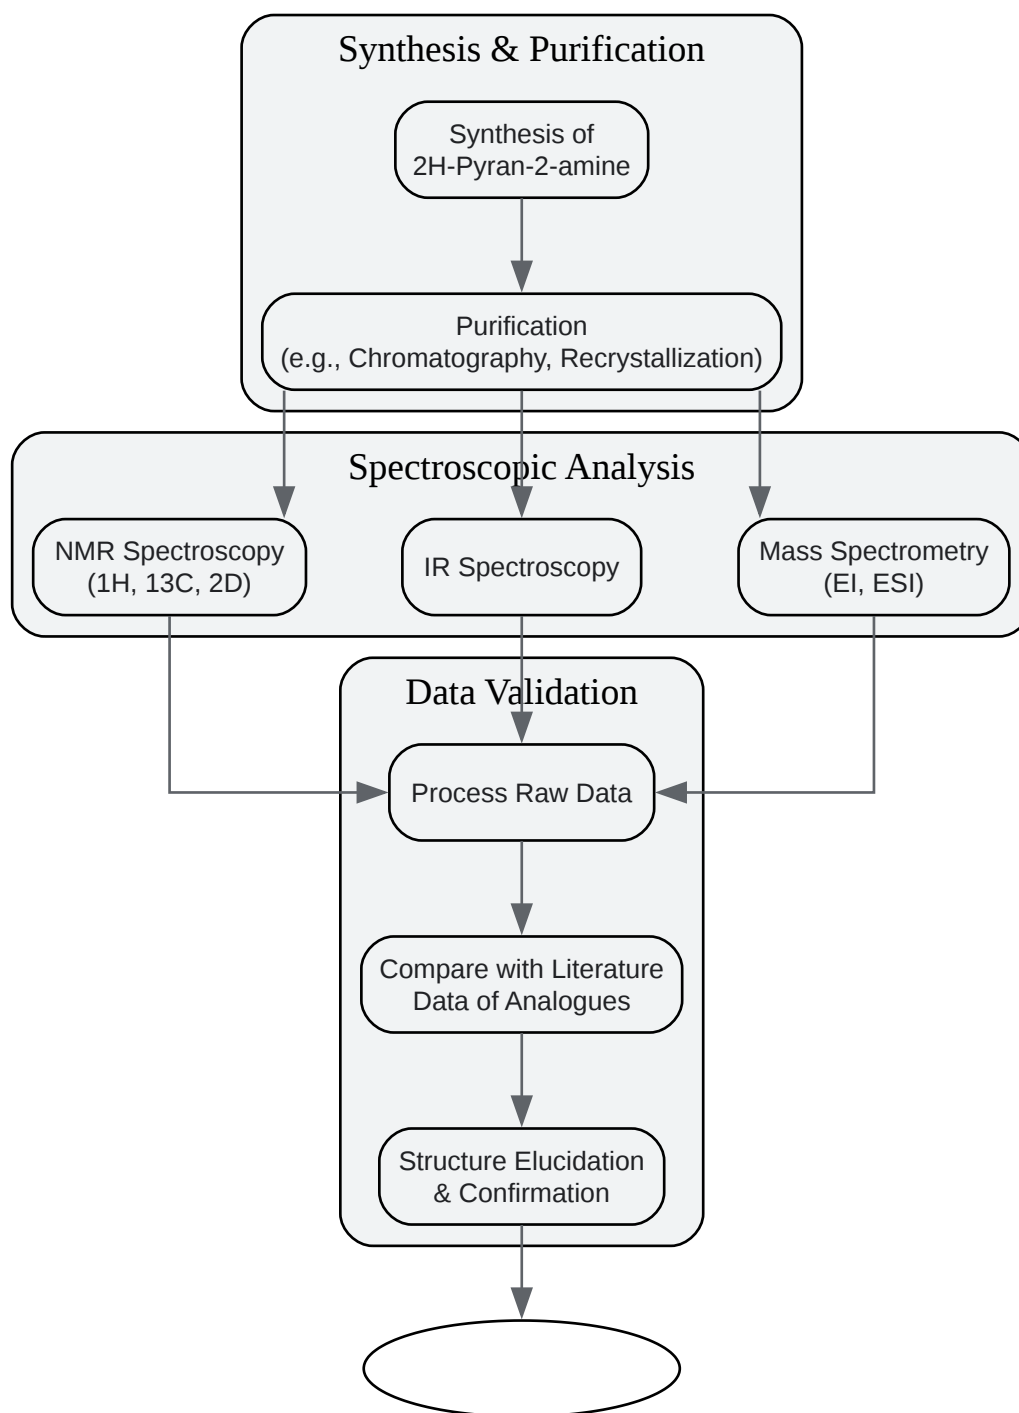 Synthesis & Purification
Synthesis of
2H-Pyran-2-amine
Purification
(e.g., Chromatography, Recrystallization)
Spectroscopic Analysis
NMR Spectroscopy
(1H, 13C, 2D)
IR Spectroscopy
Mass Spectrometry
(EI, ESI)
Data Validation
Process Raw Data
Compare with Literature
Data of Analogues
Structure Elucidation
& Confirmation